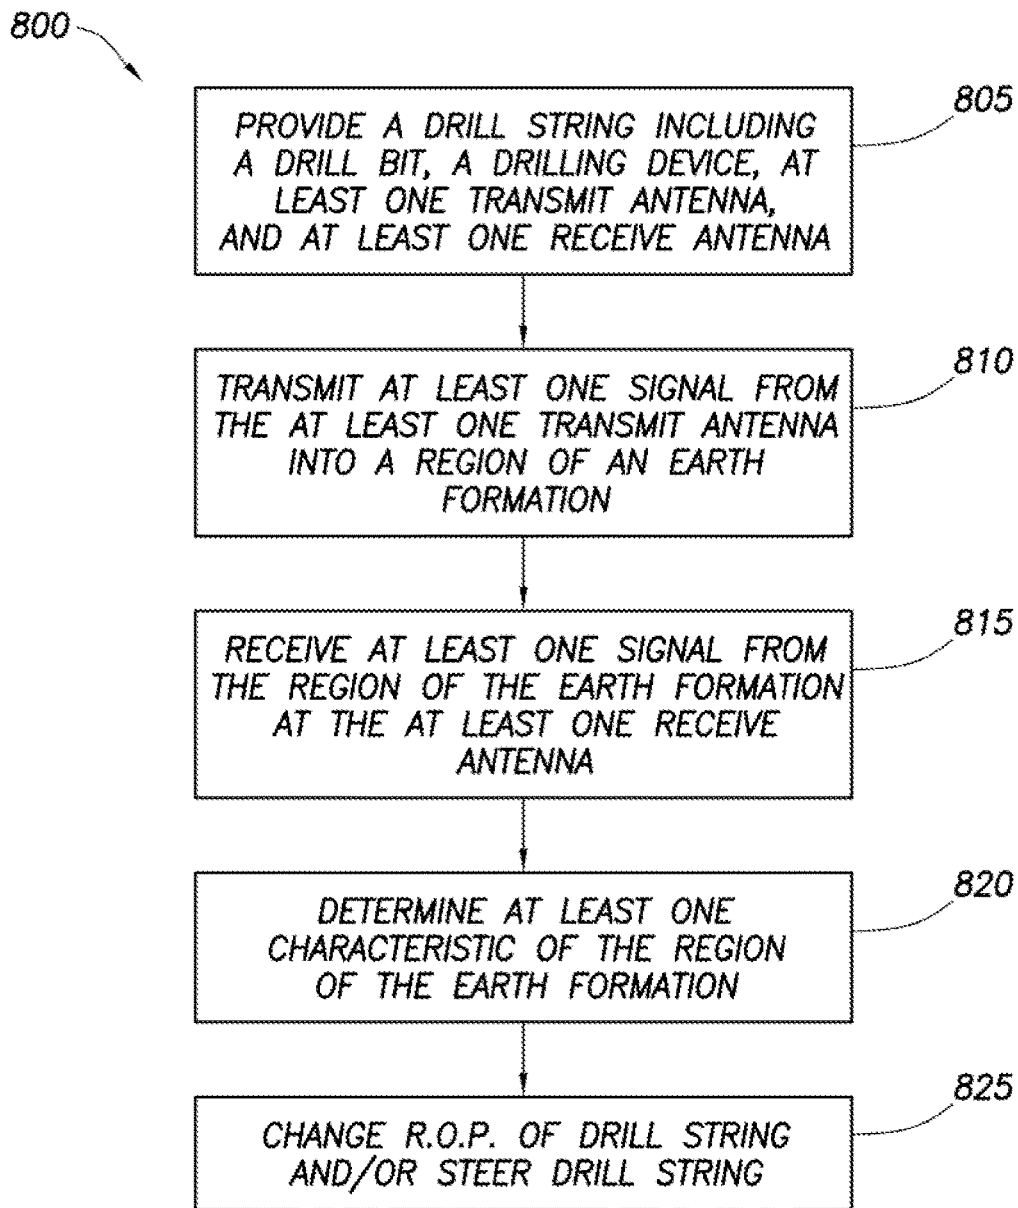 800
805
PROVIDE A DRILL STRING INCLUDING
A DRILL BIT, A DRILLING DEVICE, AT
LEAST ONE TRANSMIT ANTENNA,
AND AT LEAST ONE RECEIVE ANTENNA
810
TRANSMIT AT LEAST ONE SIGNAL FROM
THE AT LEAST ONE TRANSMIT ANTENNA
INTO A REGION OF AN EARTH
FORMATION
815
RECEIVE AT LEAST ONE SIGNAL FROM
THE REGION OF THE EARTH FORMATION
AT THE AT LEAST ONE RECEIVE
ANTENNA
820
DETERMINE AT LEAST ONE
CHARACTERISTIC OF THE REGION
OF THE EARTH FORMATION
825
CHANGE R.O.P. OF DRILL STRING
AND/OR STEER DRILL STRING